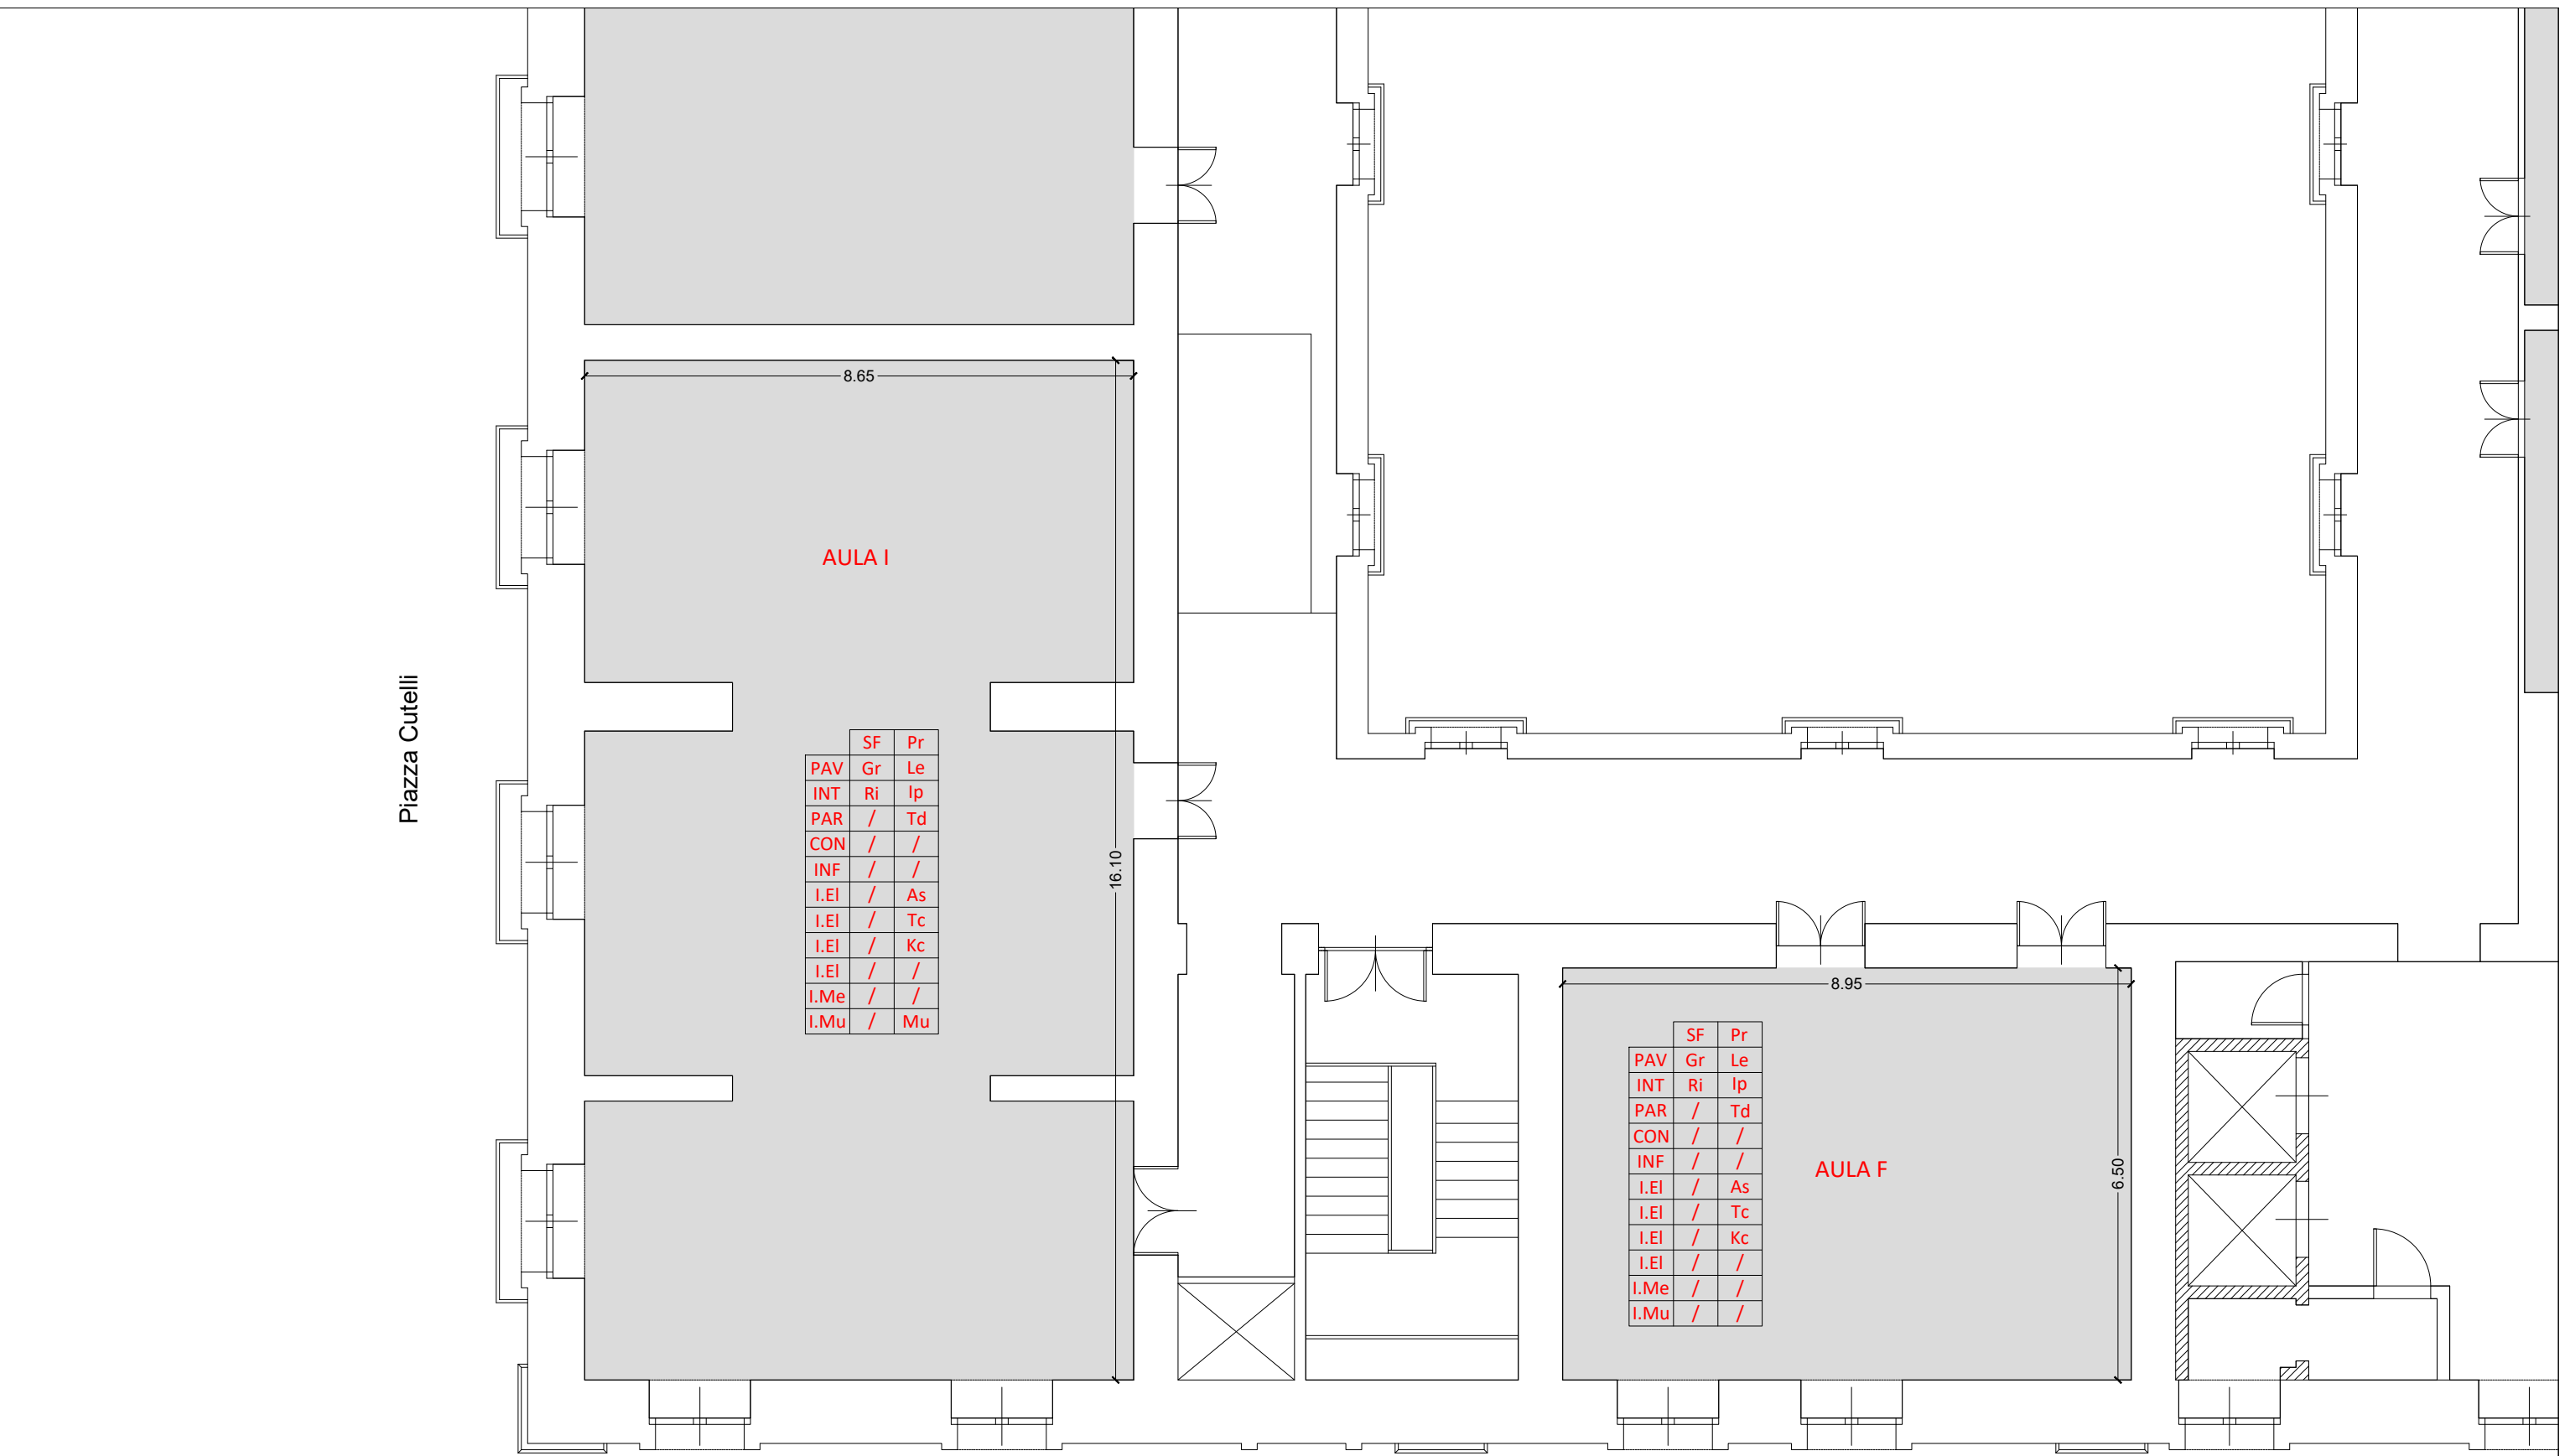 Piazza Cutelli
8.65
AULA I
16.10
SF Pr
PAV Gr Le
INT Ri Ip
PAR / Td
CON / /
INF / /
I.El / As
I.El / Tc
I.El / Kc
I.El / /
I.Me / /
I.Mu / Mu
8.95
6.50
AULA F
SF Pr
PAV Gr Le
INT Ri Ip
PAR / Td
CON / /
INF / /
I.El / As
I.El / Tc
I.El / Kc
I.El / /
I.Me / /
I.Mu / /